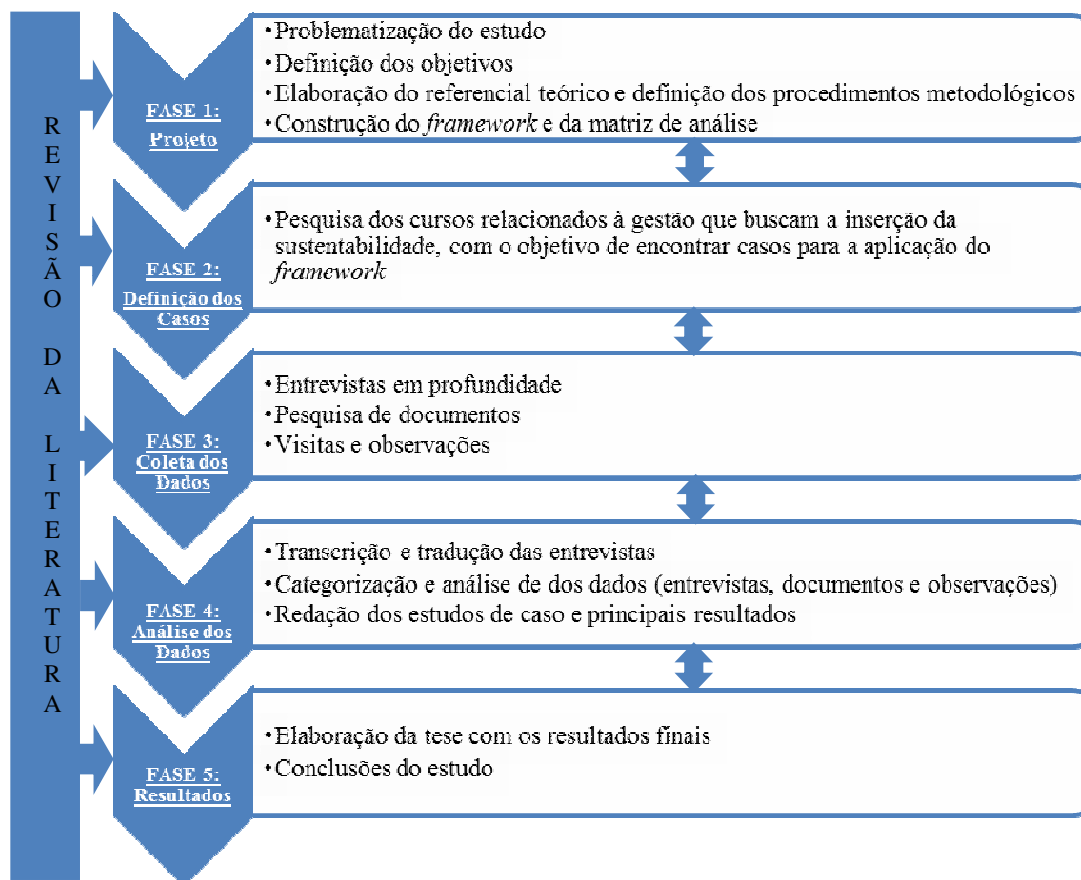 REVISÃO DA LITERATURA
FASE 1:
Projeto
•Problematização do estudo
•Definição dos objetivos
•Elaboração do referencial teórico e definição dos procedimentos metodológicos
•Construção do framework e da matriz de análise
FASE 2:
Definição dos
Casos
•Pesquisa dos cursos relacionados à gestão que buscam a inserção da
sustentabilidade, com o objetivo de encontrar casos para a aplicação do
framework
FASE 3:
Coleta dos
Dados
•Entrevistas em profundidade
•Pesquisa de documentos
•Visitas e observações
FASE 4:
Análise dos
Dados
•Transcrição e tradução das entrevistas
•Categorização e análise de dos dados (entrevistas, documentos e observações)
•Redação dos estudos de caso e principais resultados
FASE 5:
Resultados
•Elaboração da tese com os resultados finais
•Conclusões do estudo